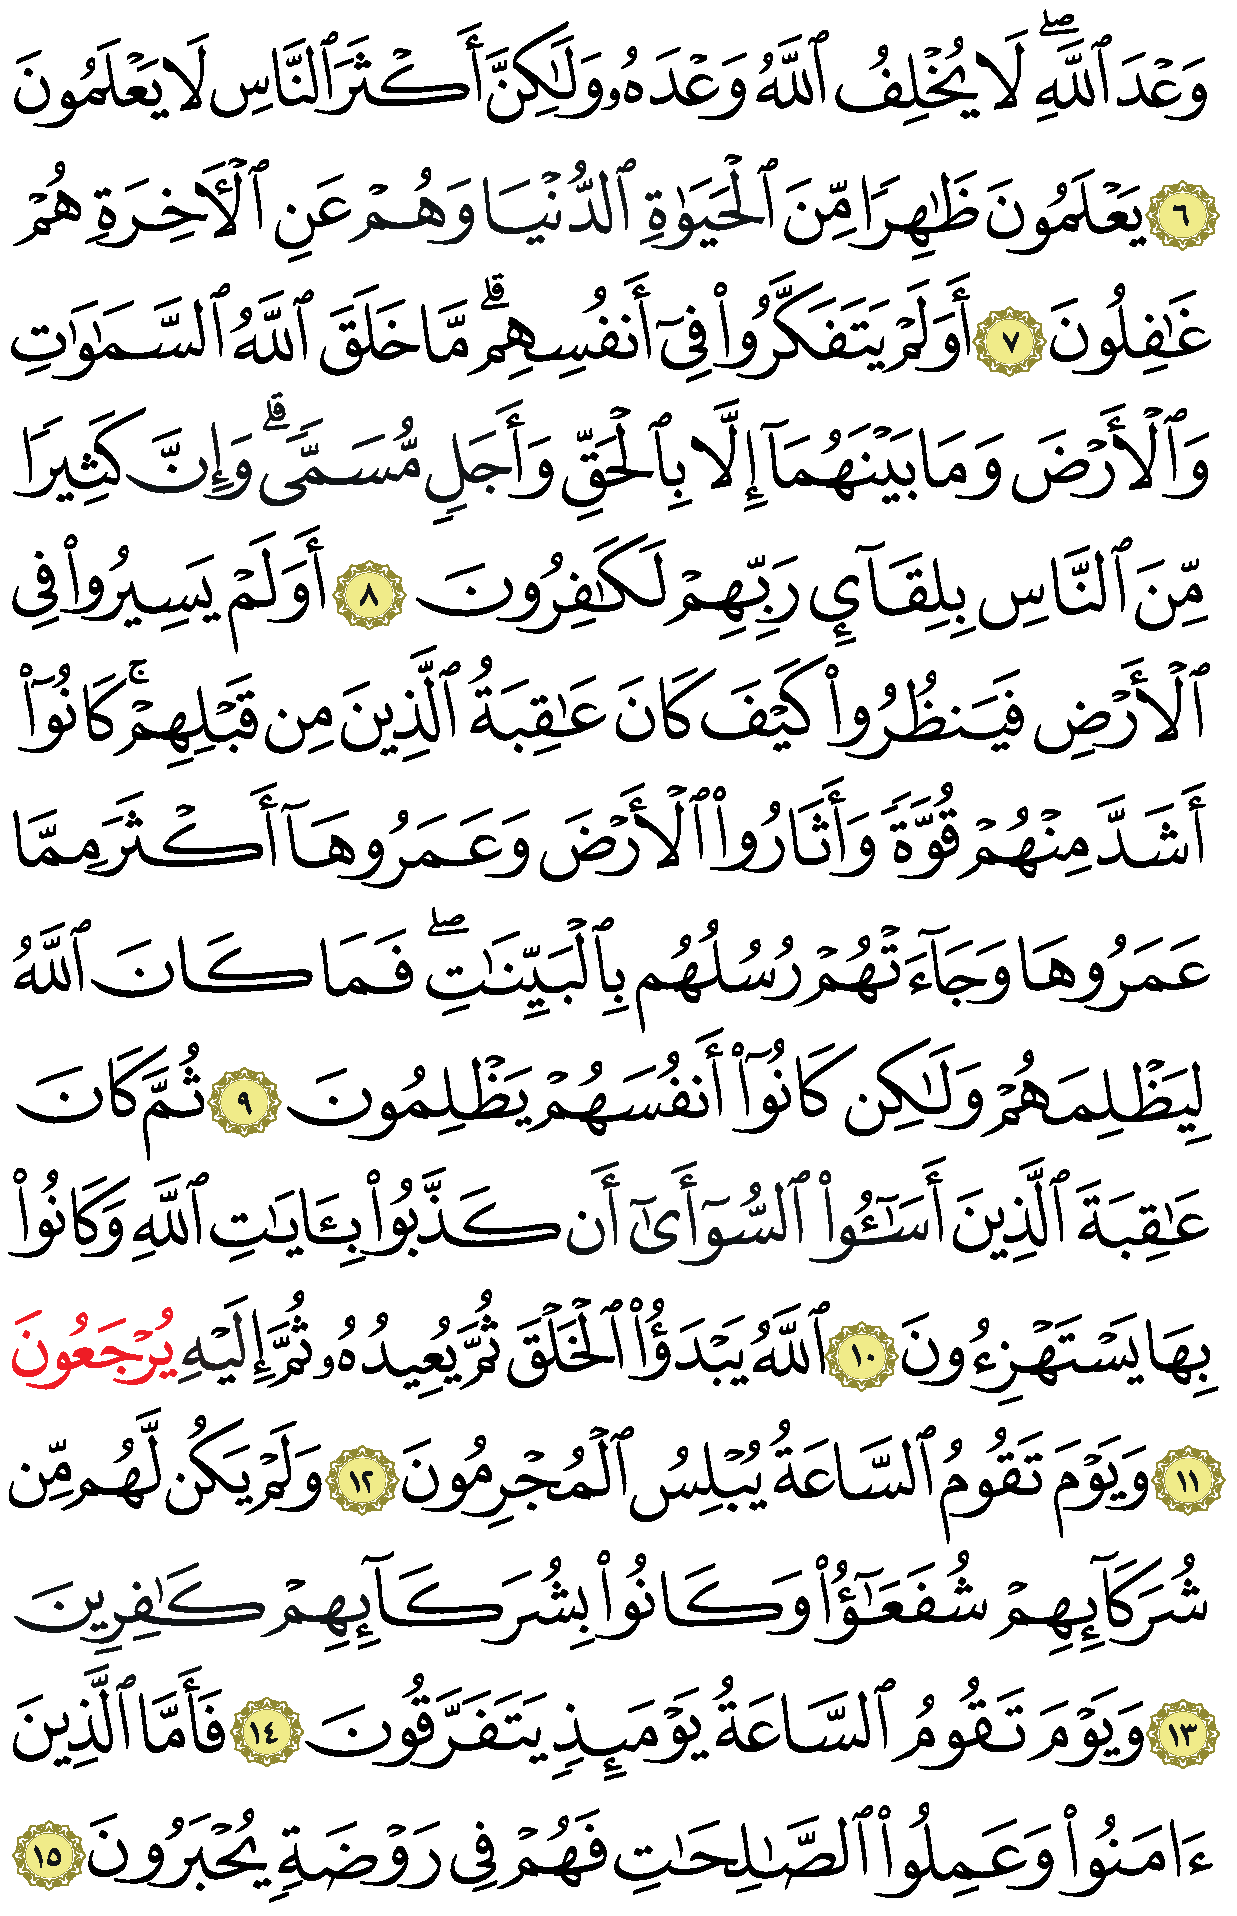 وَعْدَ ٱللَّهِ ۖ لَا يُخْلِفُ ٱللَّهُ وَعْدَهُۥ وَلَٰكِنَّ أَكْثَرَ ٱلنَّاسِ لَا يَعْلَمُونَ
٦ يَعْلَمُونَ ظَٰهِرًا مِّنَ ٱلْحَيَوٰةِ ٱلدُّنْيَا وَهُمْ عَنِ ٱلْأَخِرَةِ هُمْ
غَٰفِلُونَ ٧ أَوَلَمْ يَتَفَكَّرُوا۟ فِىٓ أَنفُسِهِم ۗ مَّا خَلَقَ ٱللَّهُ ٱلسَّمَٰوَٰتِ
وَٱلْأَرْضَ وَمَا بَيْنَهُمَآ إِلَّا بِٱلْحَقِّ وَأَجَلٍ مُّسَمًّى ۗ وَإِنَّ كَثِيرًا
مِّنَ ٱلنَّاسِ بِلِقَآئِ رَبِّهِمْ لَكَٰفِرُونَ ٨ أَوَلَمْ يَسِيرُوا۟ فِى
ٱلْأَرْضِ فَيَنظُرُوا۟ كَيْفَ كَانَ عَٰقِبَةُ ٱلَّذِينَ مِن قَبْلِهِمْ ۚ كَانُوٓا۟
أَشَدَّ مِنْهُمْ قُوَّةً وَأَثَارُوا۟ ٱلْأَرْضَ وَعَمَرُوهَآ أَكْثَرَ مِمَّا
عَمَرُوهَا وَجَآءَتْهُمْ رُسُلُهُم بِٱلْبَيِّنَٰتِ ۖ فَمَا كَانَ ٱللَّهُ
لِيَظْلِمَهُمْ وَلَٰكِن كَانُوٓا۟ أَنفُسَهُمْ يَظْلِمُونَ ٩ ثُمَّ كَانَ
عَٰقِبَةَ ٱلَّذِينَ أَسَٰٓـُٔوا۟ ٱلسُّوٓأَىٰٓ أَن كَذَّبُوا۟ بِـَٔايَٰتِ ٱللَّهِ وَكَانُوا۟
بِهَا يَسْتَهْزِءُونَ ١٠ ٱللَّهُ يَبْدَؤُا۟ ٱلْخَلْقَ ثُمَّ يُعِيدُهُۥ ثُمَّ إِلَيْهِ يُرْجَعُونَ
١١ وَيَوْمَ تَقُومُ ٱلسَّاعَةُ يُبْلِسُ ٱلْمُجْرِمُونَ ١٢ وَلَمْ يَكُن لَّهُم مِّن
شُرَكَآئِهِمْ شُفَعَٰٓؤُا۟ وَكَانُوا۟ بِشُرَكَآئِهِمْ كَٰفِرِينَ
١٣ وَيَوْمَ تَقُومُ ٱلسَّاعَةُ يَوْمَئِذٍ يَتَفَرَّقُونَ ١٤ فَأَمَّا ٱلَّذِينَ
ءَامَنُوا۟ وَعَمِلُوا۟ ٱلصَّٰلِحَٰتِ فَهُمْ فِى رَوْضَةٍ يُحْبَرُونَ ١٥